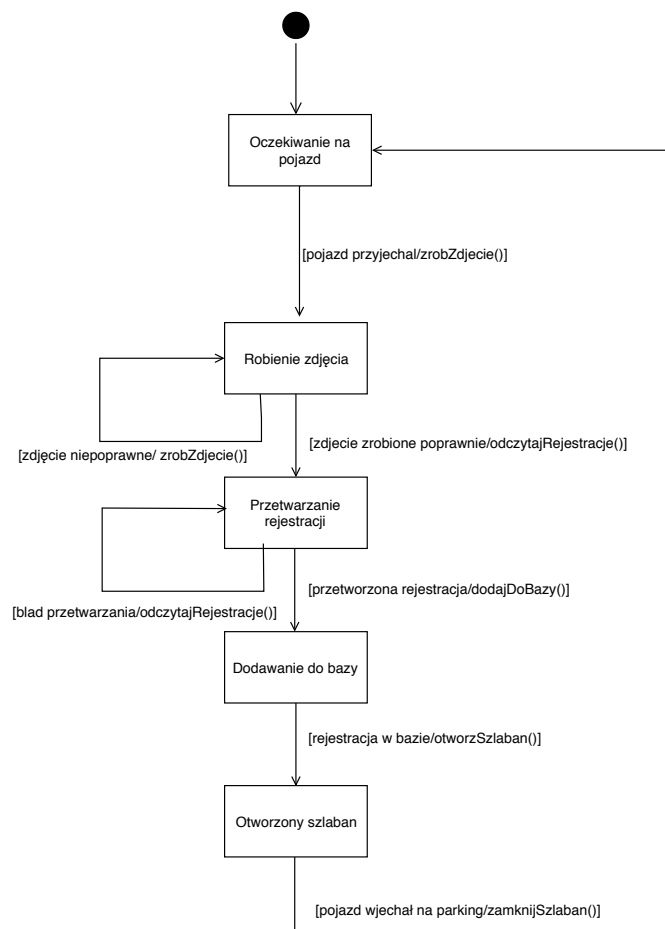 Oczekiwanie na
pojazd
[pojazd przyjechal/zrobZdjecie()]
Robienie zdjęcia
[zdjęcie niepoprawne/ zrobZdjecie()]
[zdjecie zrobione poprawnie/odczytajRejestracje()]
Przetwarzanie
rejestracji
[blad przetwarzania/odczytajRejestracje()]
[przetworzona rejestracja/dodajDoBazy()]
Dodawanie do bazy
[rejestracja w bazie/otworzSzlaban()]
Otworzony szlaban
[pojazd wjechał na parking/zamknijSzlaban()]